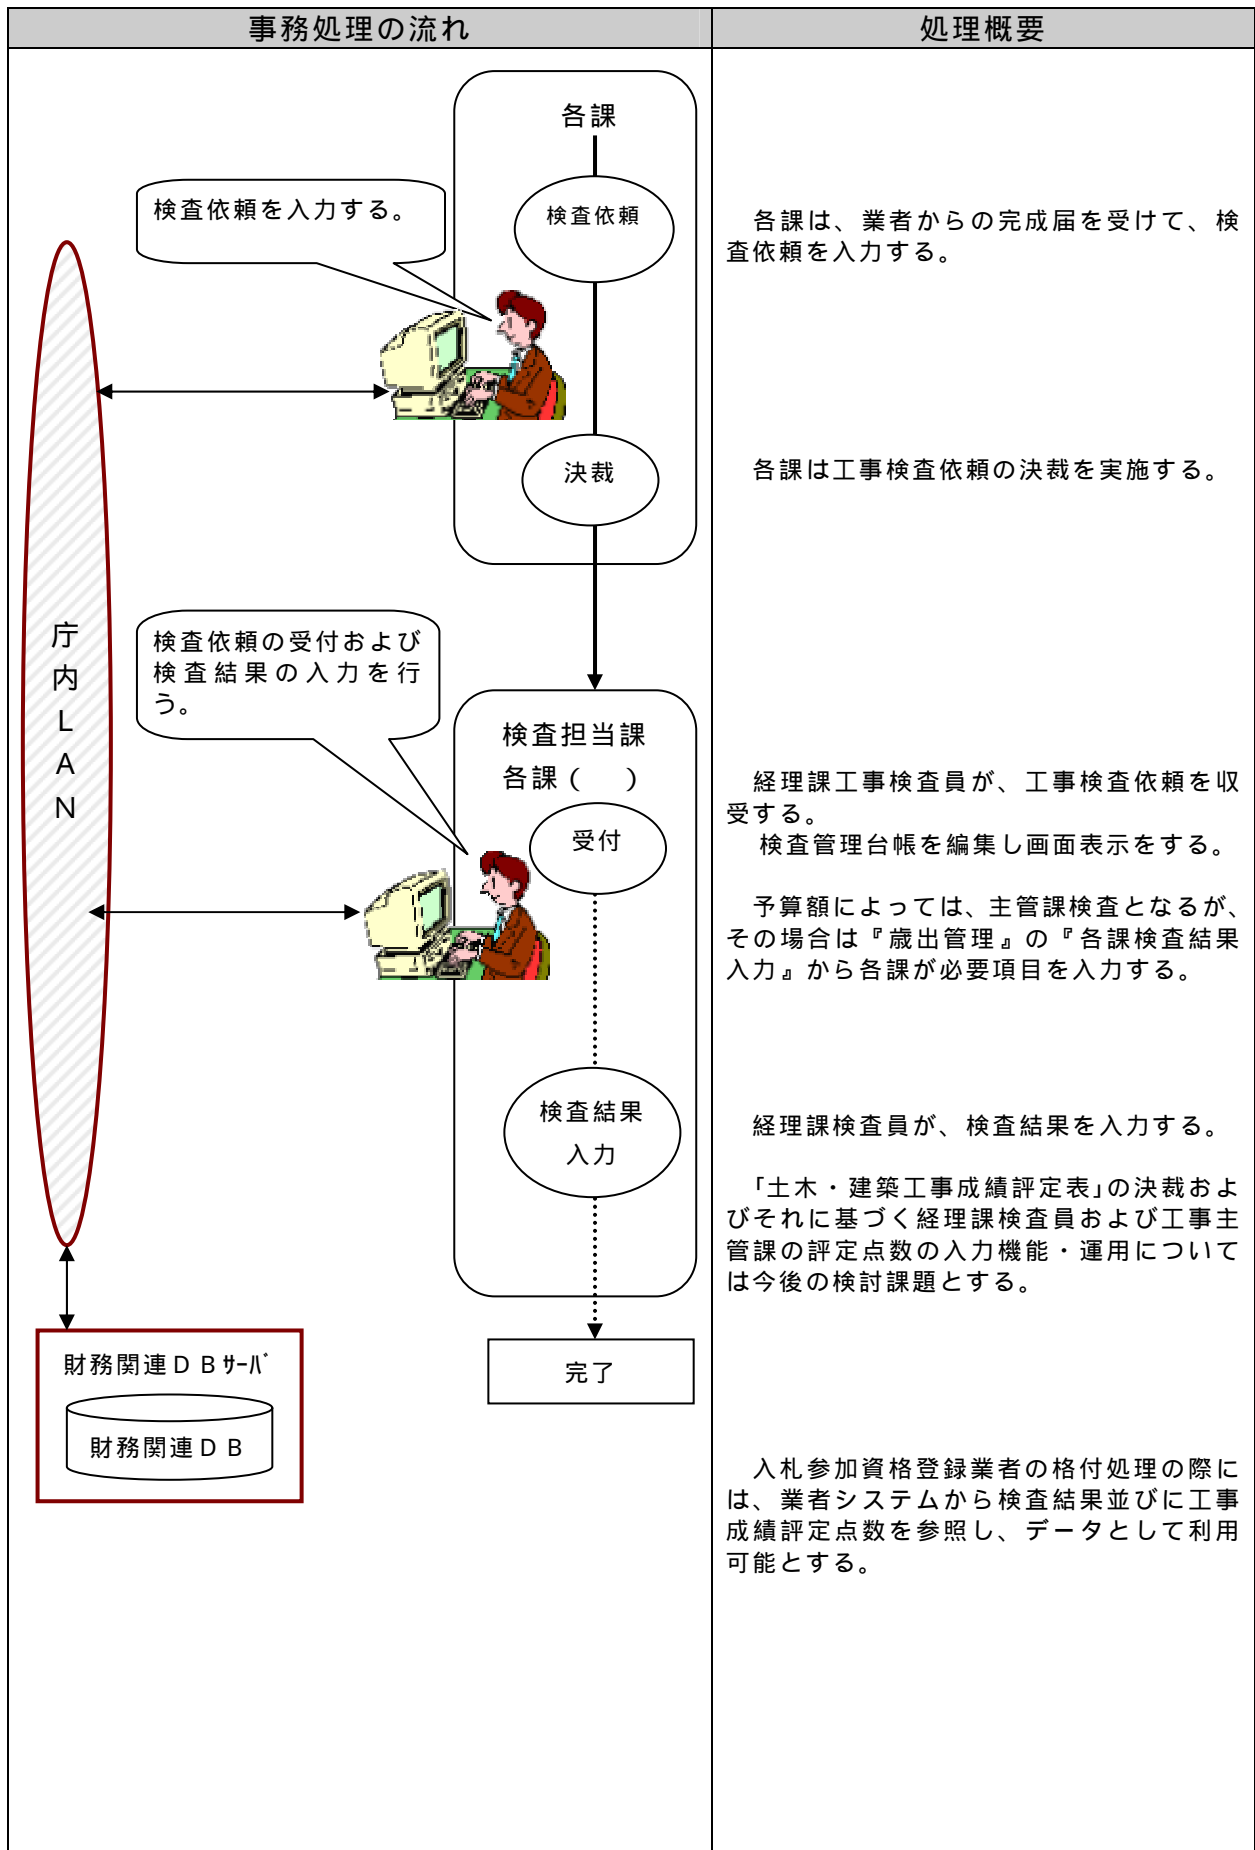 事務処理の流れ
処理概要
各課
検査依頼を入力する。
検査依頼
決裁
庁
内
Ｌ
Ａ
Ｎ
検査依頼の受付および
検査結果の入力を行
う。
検査担当課
各課（　）
受付
検査結果
入力
完了
財務関連ＤＢｻｰﾊﾞ
財務関連ＤＢ
各課は、業者からの完成届を受けて、検
査依頼を入力する。
各課は工事検査依頼の決裁を実施する。
経理課工事検査員が、工事検査依頼を収
受する。
検査管理台帳を編集し画面表示をする。
予算額によっては、主管課検査となるが、
その場合は『歳出管理』の『各課検査結果
入力』から各課が必要項目を入力する。
経理課検査員が、検査結果を入力する。
「土木・建築工事成績評定表」の決裁およ
びそれに基づく経理課検査員および工事主
管課の評定点数の入力機能・運用について
は今後の検討課題とする。
入札参加資格登録業者の格付処理の際に
は、業者システムから検査結果並びに工事
成績評定点数を参照し、データとして利用
可能とする。